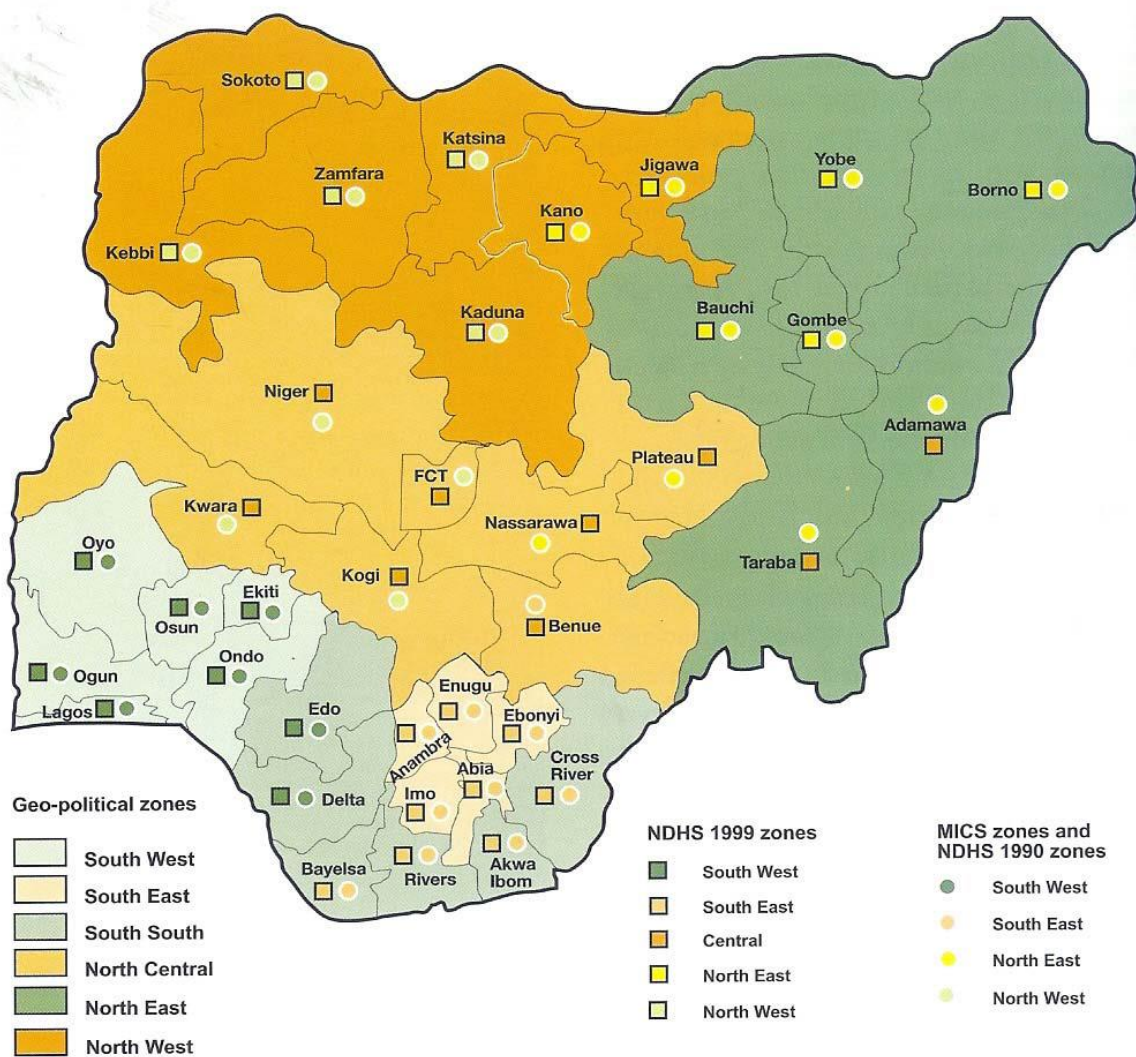 Sokoto
Katsina
Zamfara
Jigawa
Yobe
Borno
Kano
Kebbi
Kaduna
Bauchi
Gombe
Niger
Adamawa
Plateau
FCT
Kwara
Nassarawa
Oyo
Taraba
Kogi
Ekiti
Osun
Benue
Ondo
Ogun
Enugu
Lagos
Edo
Ebonyi
Anambra
Cross
River
Abia
Imo
Delta
Bayelsa
Rivers
Akwa
Ibom
Geo-political zones
South West
South East
South South
North Central
North East
North West
NDHS 1999 zones
South West
South East
Central
North East
North West
MICS zones and
NDHS 1990 zones
South West
South East
North East
North West